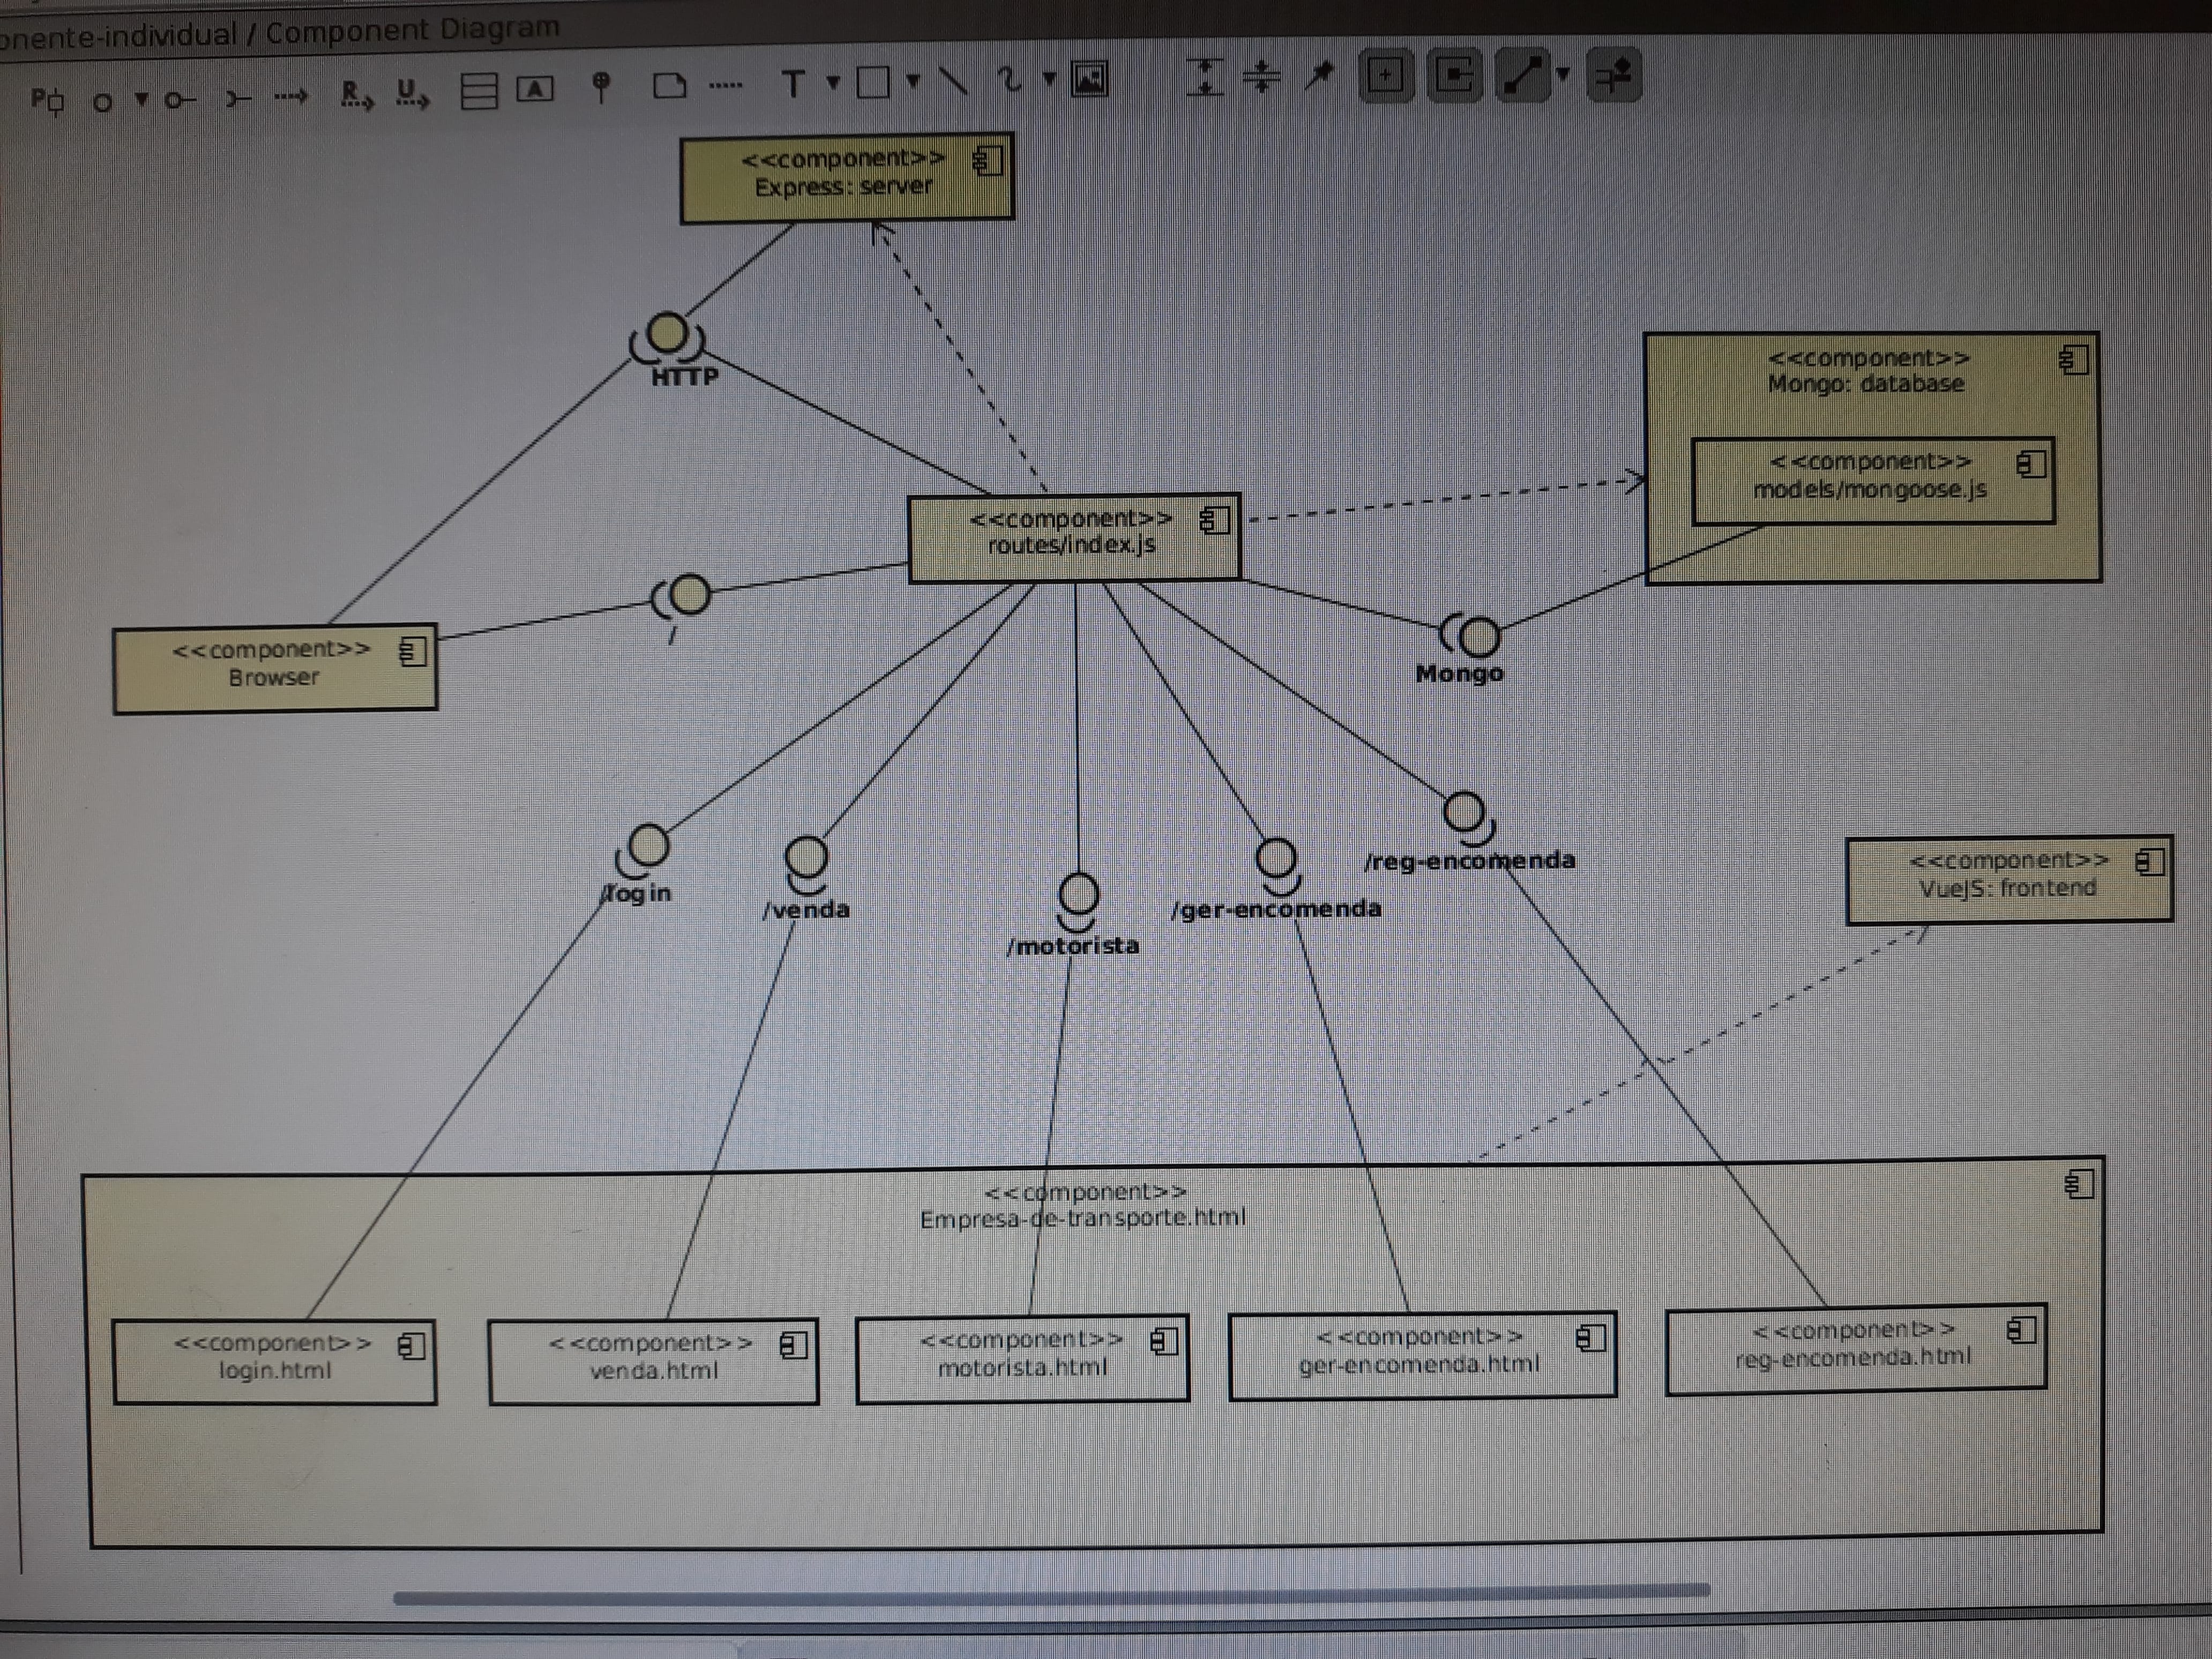 onente-individual / Component Diagram
P
R
U
A
T
<<component>>
Express: server
HTTP
<<component>>
Mongo: database
<<component>>
models/mongoose.js
<<component>>
routes/index.js
/
<<component>>
Browser
Mongo
/login
/venda
/motorista
/ger-encomenda
/reg-encomenda
<<component>>
VueJS: frontend
<<component>>
Empresa-de-transporte.html
<<component>>
login.html
<<component>>
venda.html
<<component>>
motorista.html
<<component>>
ger-encomenda.html
<<component>>
reg-encomenda.html